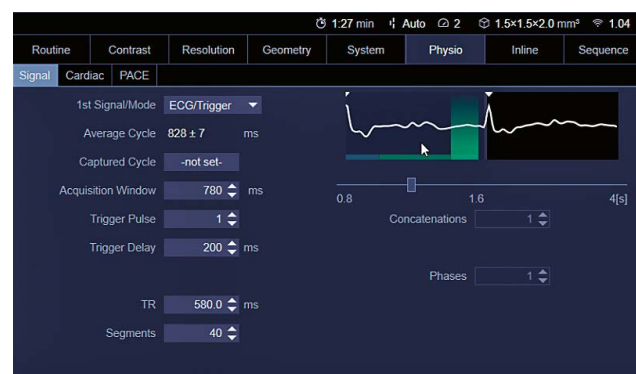 1:27 min Auto 2 1.5×1.5×2.0 mm³ 1.04
Routine Contrast Resolution Geometry System Physio Inline Sequence
Signal Cardiac PACE
1st Signal/Mode ECG/Trigger
Average Cycle 828 ± 7 ms
Captured Cycle -not set-
Acquisition Window 780 ms
0.8 1.6 4[s]
Trigger Pulse 1
Concatenations 1
Trigger Delay 200 ms
Phases 1
TR 580.0 ms
Segments 40